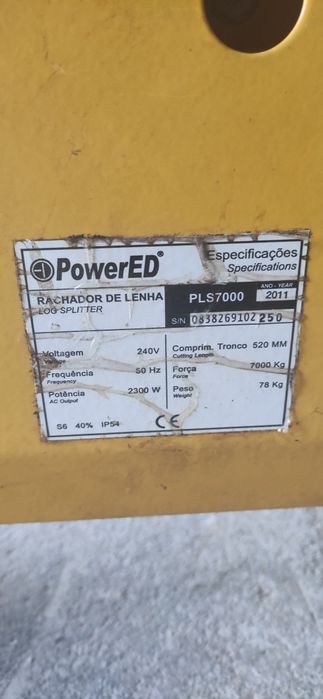 PowerED®
Especificações
Specifications
RACHADOR DE LENHA
LOG SPLITTER
PLS7000
ANO - YEAR
2011
S/N 0838269102 250
Voltagem 240V
Voltage
Frequência 50 Hz
Frequency
Potência 2300 W
AC Output
Comprim. Tronco 520 MM
Cutting Length
Força 7000 Kg
Force
Peso 78 Kg
Weight
S6 40% IP54
CE